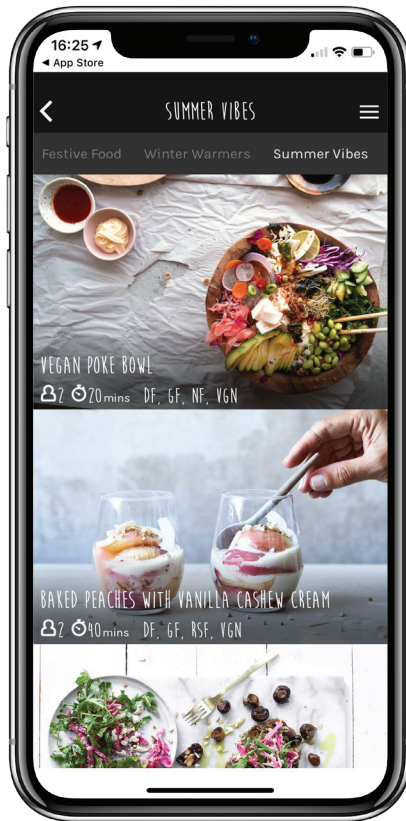 16:25
◀ App Store
SUMMER VIBES
Festive Food Winter Warmers Summer Vibes
VEGAN POKE BOWL
2 20mins DF, GF, NF, VGN
BAKED PEACHES WITH VANILLA CASHEW CREAM
2 40mins DF, GF, RSF, VGN